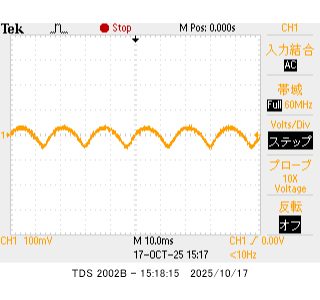 Tek Stop M Pos: 0.000s CH1
入力結合
AC
帯域
Full 60MHz
Volts/Div
ステップ
プローブ
10X
Voltage
反転
オフ
1
CH1 100mV M 10.0ms CH1 / 0.00V
17-OCT-25 15:17 <10Hz
TDS 2002B - 15:18:15 2025/10/17